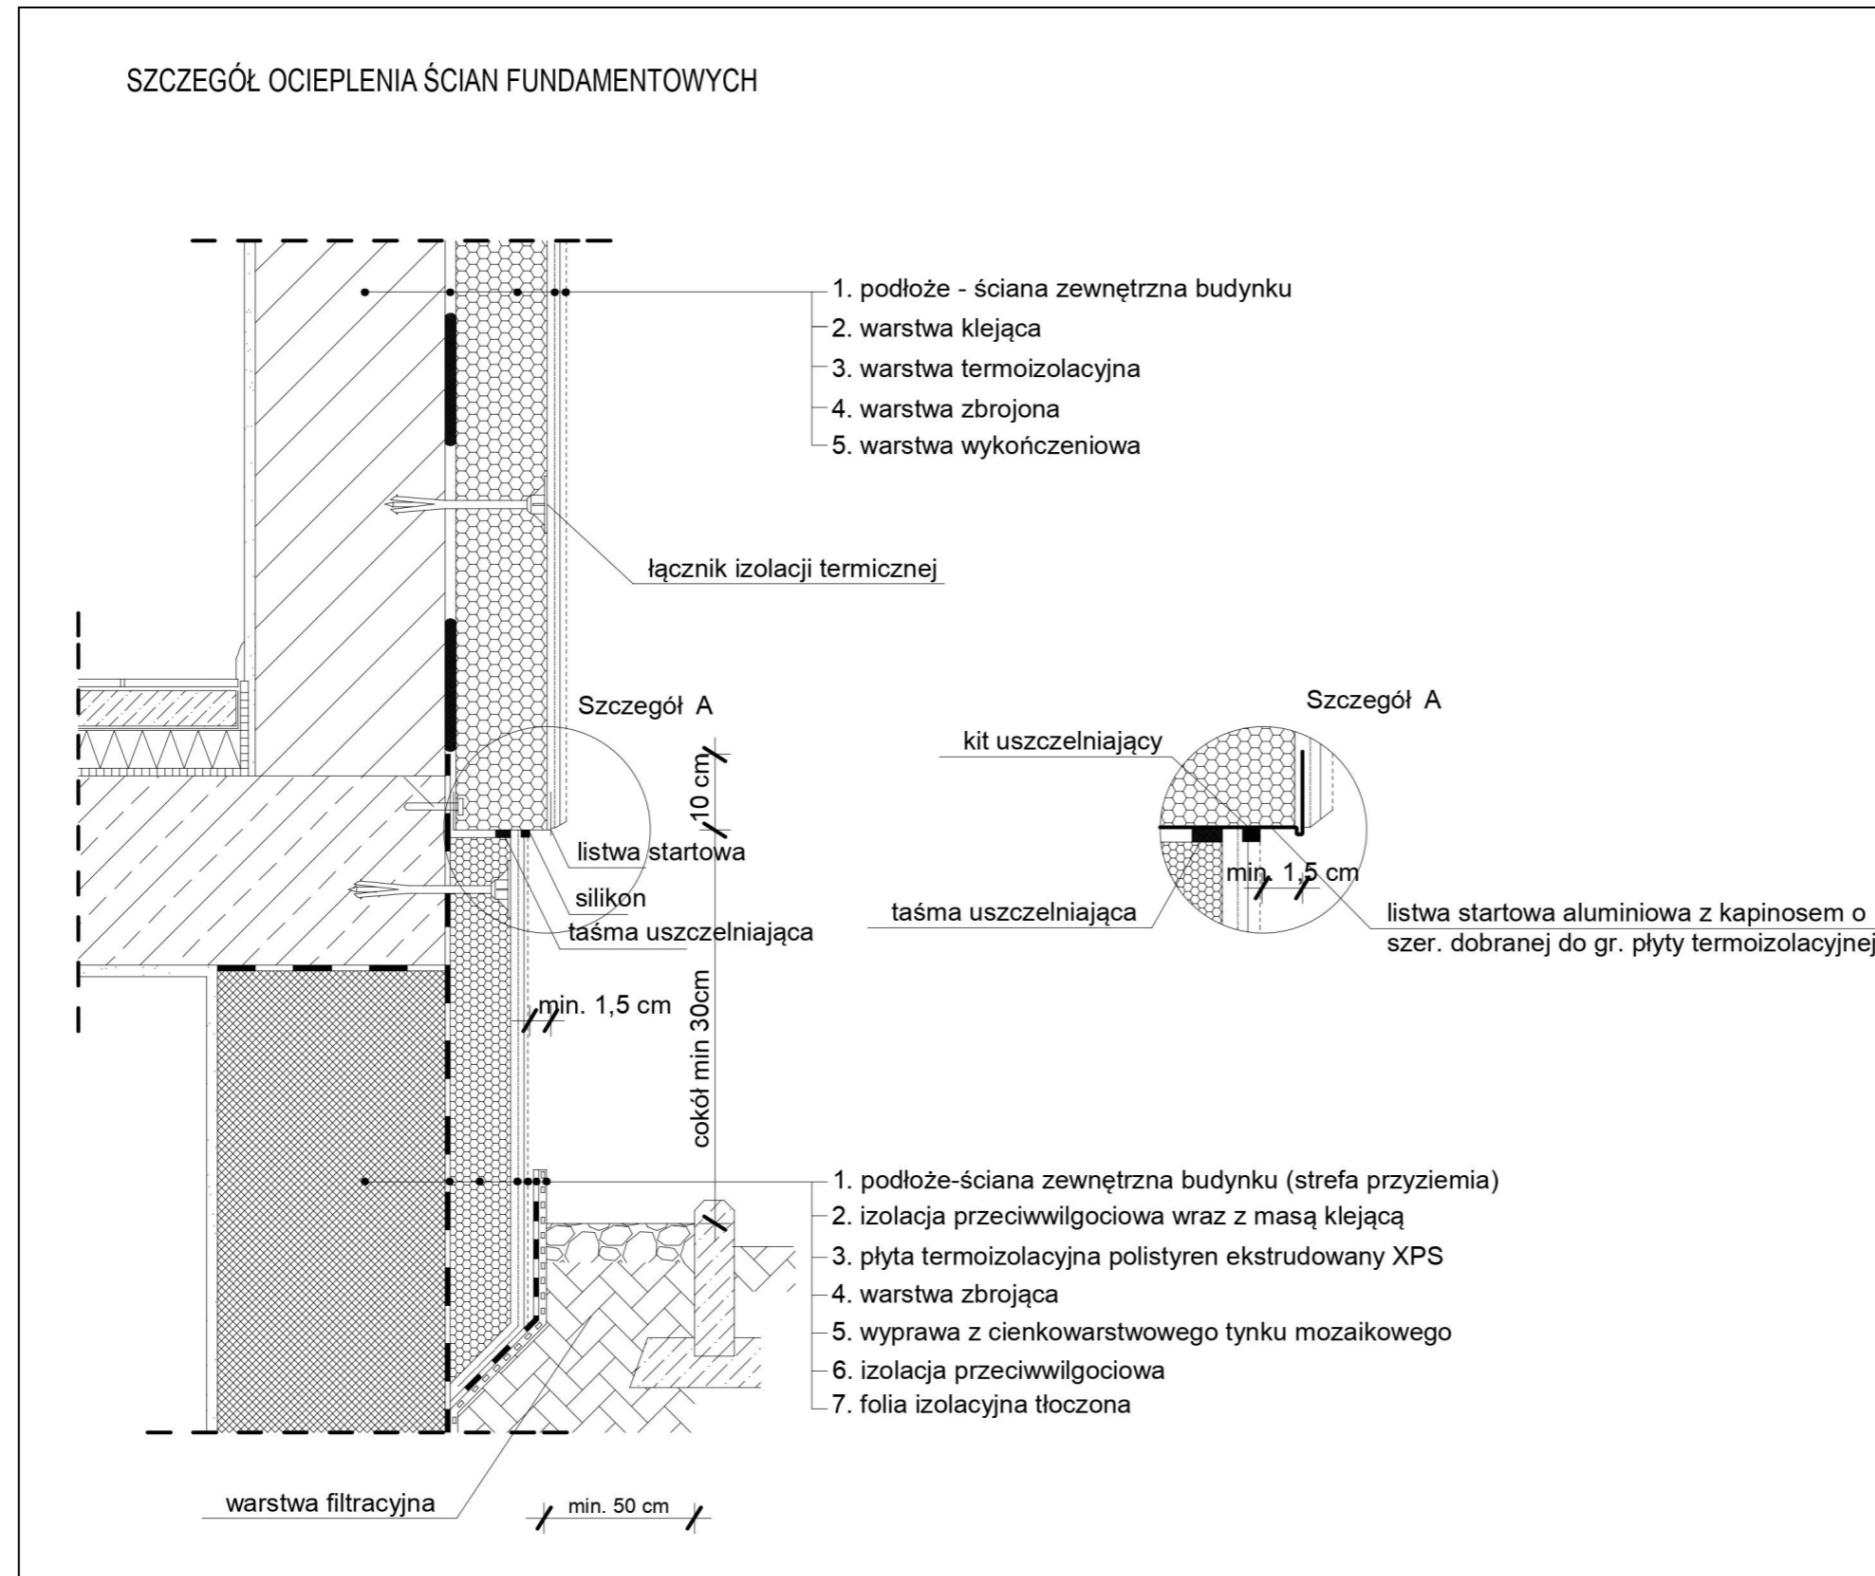 SZCZEGÓŁ OCIEPLENIA ŚCIAN FUNDAMENTOWYCH
1. podłoże - ściana zewnętrzna budynku
2. warstwa klejąca
3. warstwa termoizolacyjna
4. warstwa zbrojona
5. warstwa wykończeniowa
łącznik izolacji termicznej
Szczegół A
10 cm
listwa startowa
silikon
taśma uszczelniająca
min. 1,5 cm
cokół min 30cm
Szczegół A
kit uszczelniający
min. 1,5 cm
taśma uszczelniająca
listwa startowa aluminiowa z kapinosem o
szer. dobranej do gr. płyty termoizolacyjnej
1. podłoże-ściana zewnętrzna budynku (strefa przyziemia)
2. izolacja przeciwwilgociowa wraz z masą klejącą
3. płyta termoizolacyjna polistyren ekstrudowany XPS
4. warstwa zbrojąca
5. wyprawa z cienkowarstwowego tynku mozaikowego
6. izolacja przeciwwilgociowa
7. folia izolacyjna tłoczona
warstwa filtracyjna
min. 50 cm